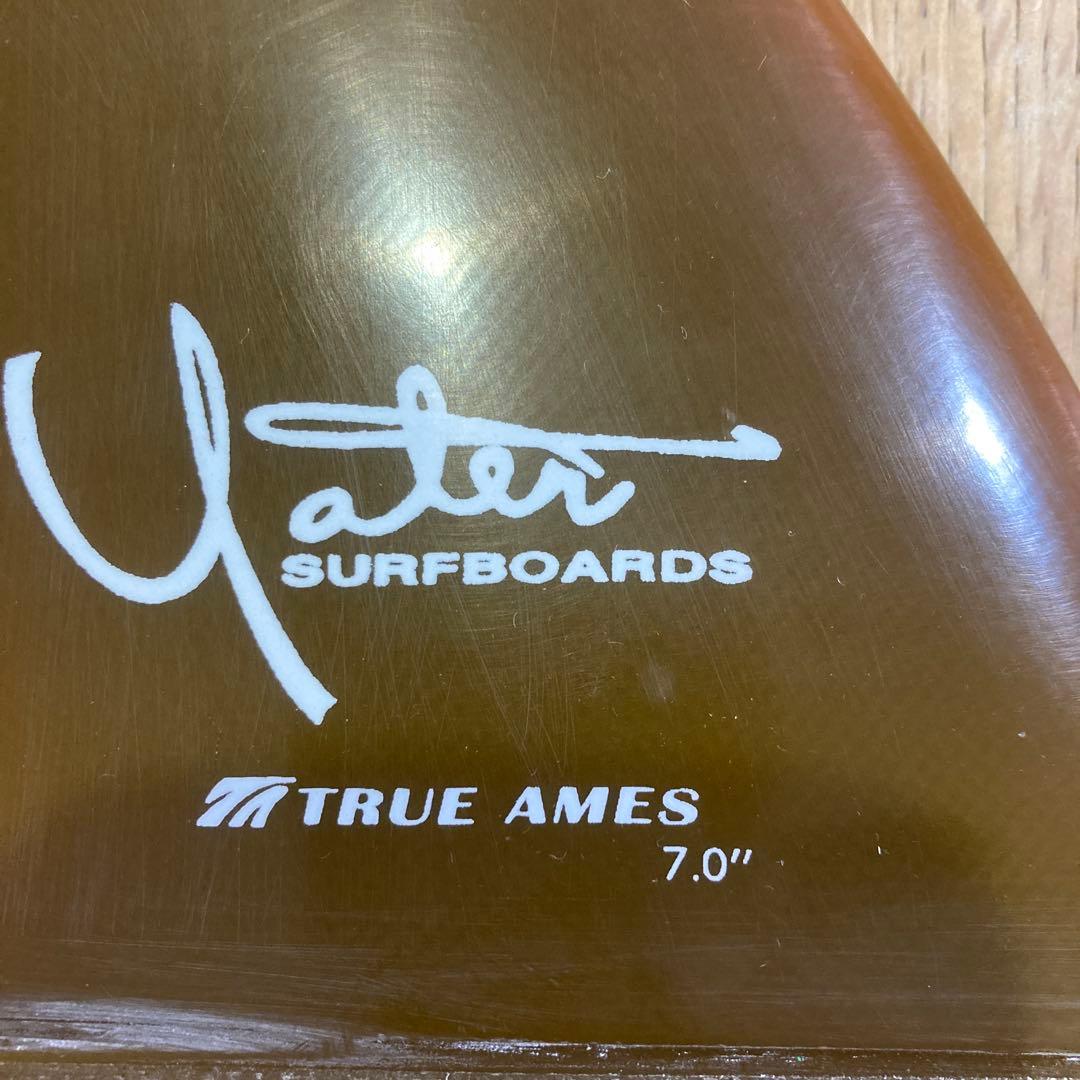 Yater
SURFBOARDS
TRUE AMES
7.0"